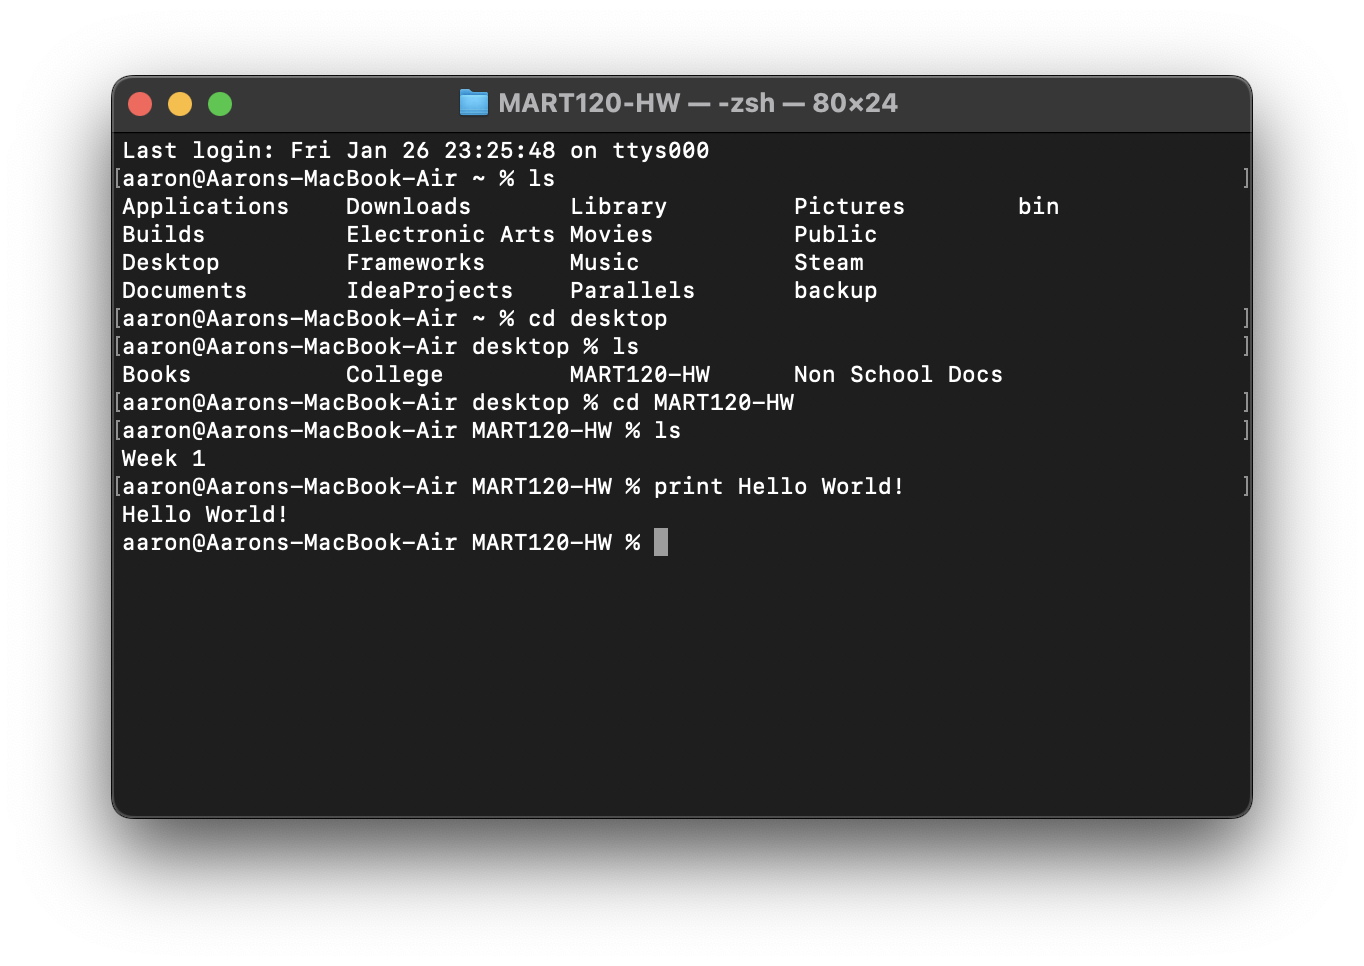 MART120-HW — -zsh — 80×24
Last login: Fri Jan 26 23:25:48 on ttys000
[aaron@Aarons-MacBook-Air ~ % ls ]
Applications    Downloads       Library         Pictures        bin
Builds          Electronic Arts Movies          Public
Desktop         Frameworks      Music           Steam
Documents       IdeaProjects    Parallels       backup
[aaron@Aarons-MacBook-Air ~ % cd desktop ]
[aaron@Aarons-MacBook-Air desktop % ls ]
Books           College         MART120-HW      Non School Docs
[aaron@Aarons-MacBook-Air desktop % cd MART120-HW ]
[aaron@Aarons-MacBook-Air MART120-HW % ls ]
Week 1
[aaron@Aarons-MacBook-Air MART120-HW % print Hello World! ]
Hello World!
aaron@Aarons-MacBook-Air MART120-HW %